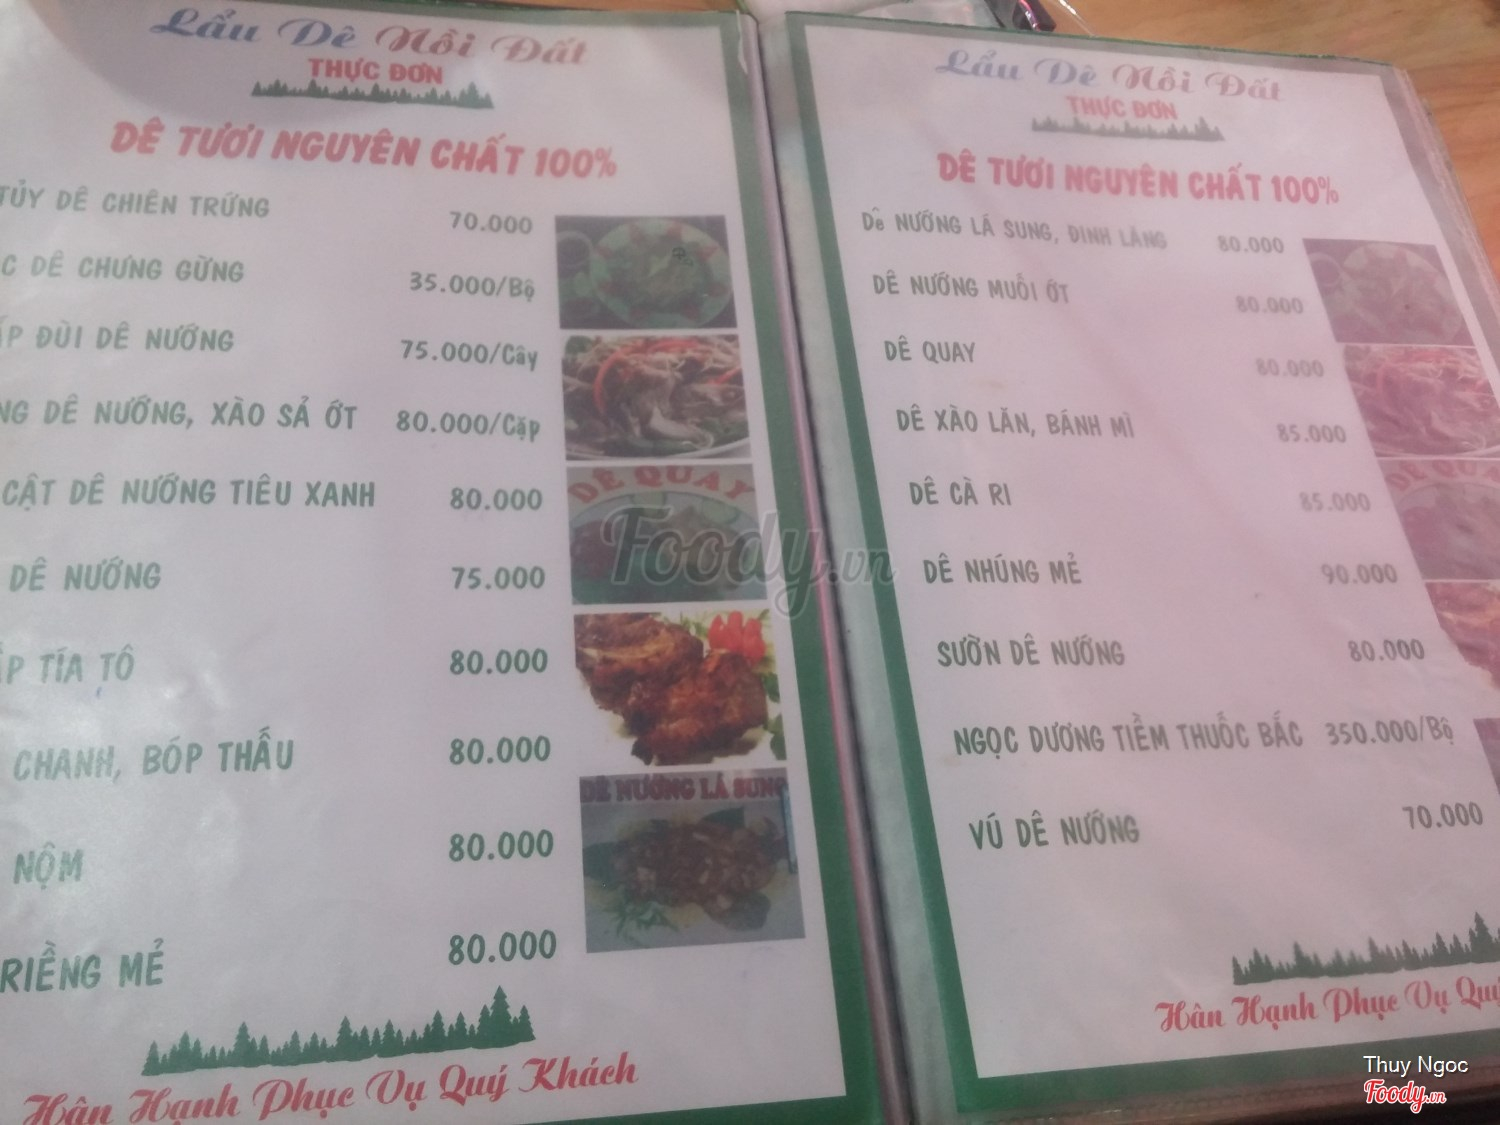 Lẩu Dê Nồi Đất
THỰC ĐƠN
DÊ TƯƠI NGUYÊN CHẤT 100%
TỦY DÊ CHIÊN TRỨNG 70.000
C DÊ CHƯNG GỪNG 35.000/Bộ
ẤP ĐÙI DÊ NƯỚNG 75.000/Cây
NG DÊ NƯỚNG, XÀO SẢ ỚT 80.000/Cặp
CẬT DÊ NƯỚNG TIÊU XANH 80.000
DÊ NƯỚNG 75.000
ẤP TÍA TÔ 80.000
CHANH, BÓP THẤU 80.000
NỘM 80.000
RIỀNG MẺ 80.000
DÊ QUAY
DÊ NƯỚNG LÁ SUNG
Hân Hạnh Phục Vụ Quý Khách
Lẩu Dê Nồi Đất
THỰC ĐƠN
DÊ TƯƠI NGUYÊN CHẤT 100%
Dê NƯỚNG LÁ SUNG, ĐINH LĂNG 80.000
DÊ NƯỚNG MUỐI ỚT 80.000
DÊ QUAY 80.000
DÊ XÀO LĂN, BÁNH MÌ 85.000
DÊ CÀ RI 85.000
DÊ NHÚNG MẺ 90.000
SƯỜN DÊ NƯỚNG 80.000
NGỌC DƯƠNG TIỀM THUỐC BẮC 350.000/Bộ
VÚ DÊ NƯỚNG 70.000
DÊ QUAY
Hân Hạnh Phục Vụ Quý
Foody.vn
Thuy Ngoc
Foody.vn